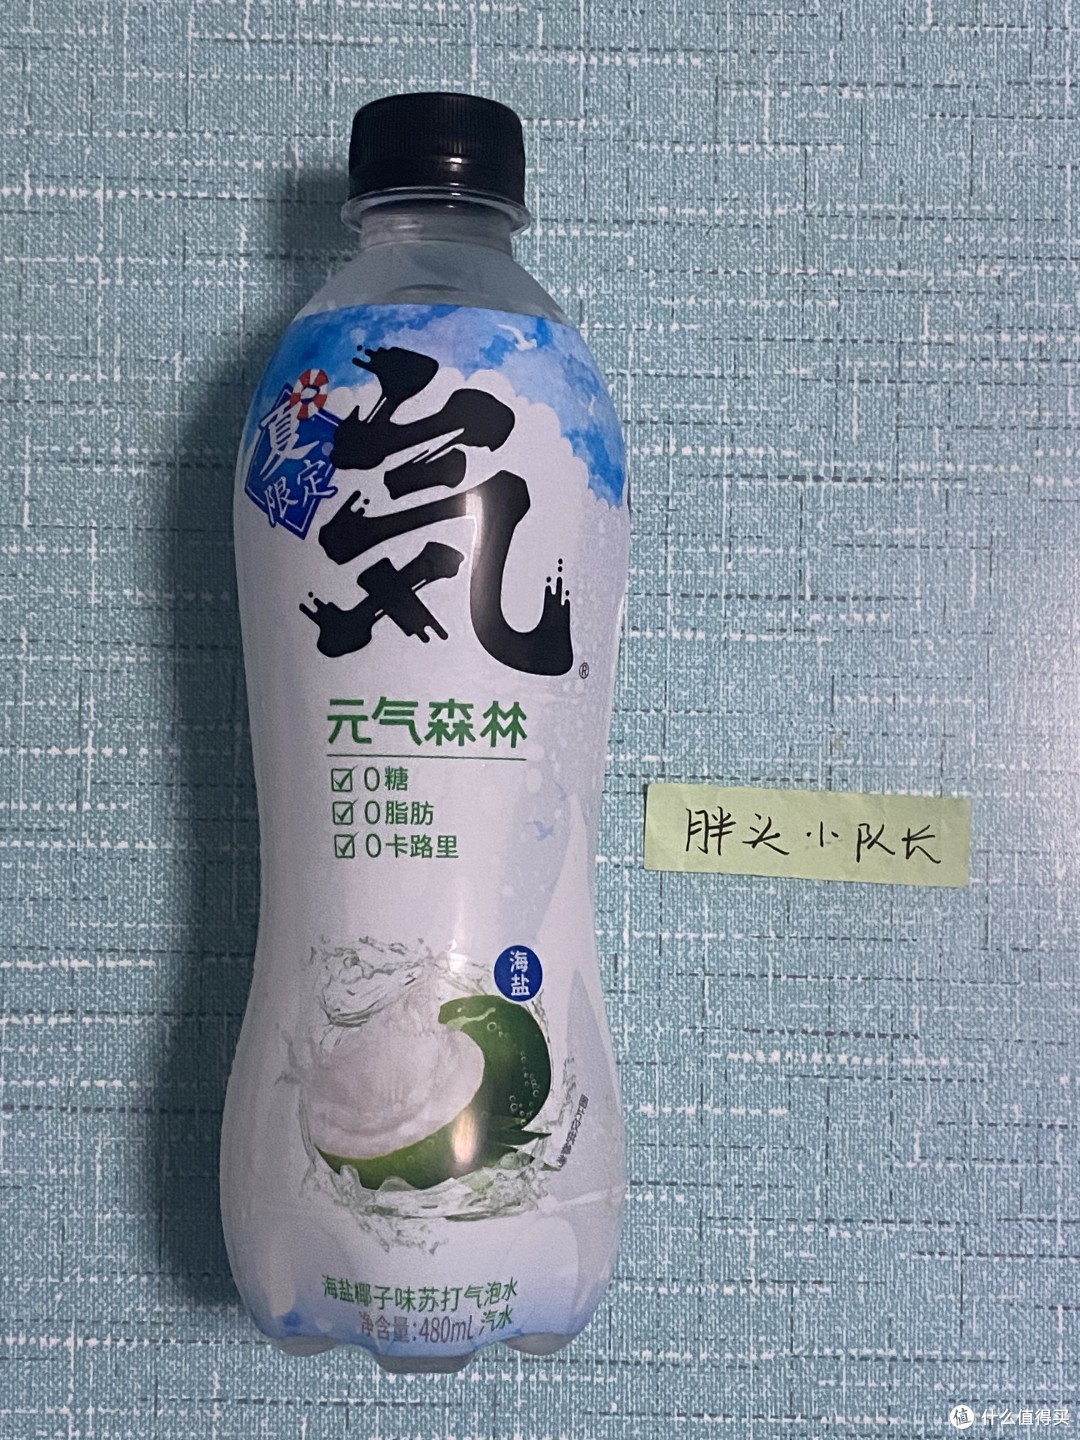 夏
限定
気
®
元气森林
0糖
0脂肪
0卡路里
胖头小队长
海
盐
海盐椰子味苏打气泡水
净含量:480mL 汽水
值 什么值得买